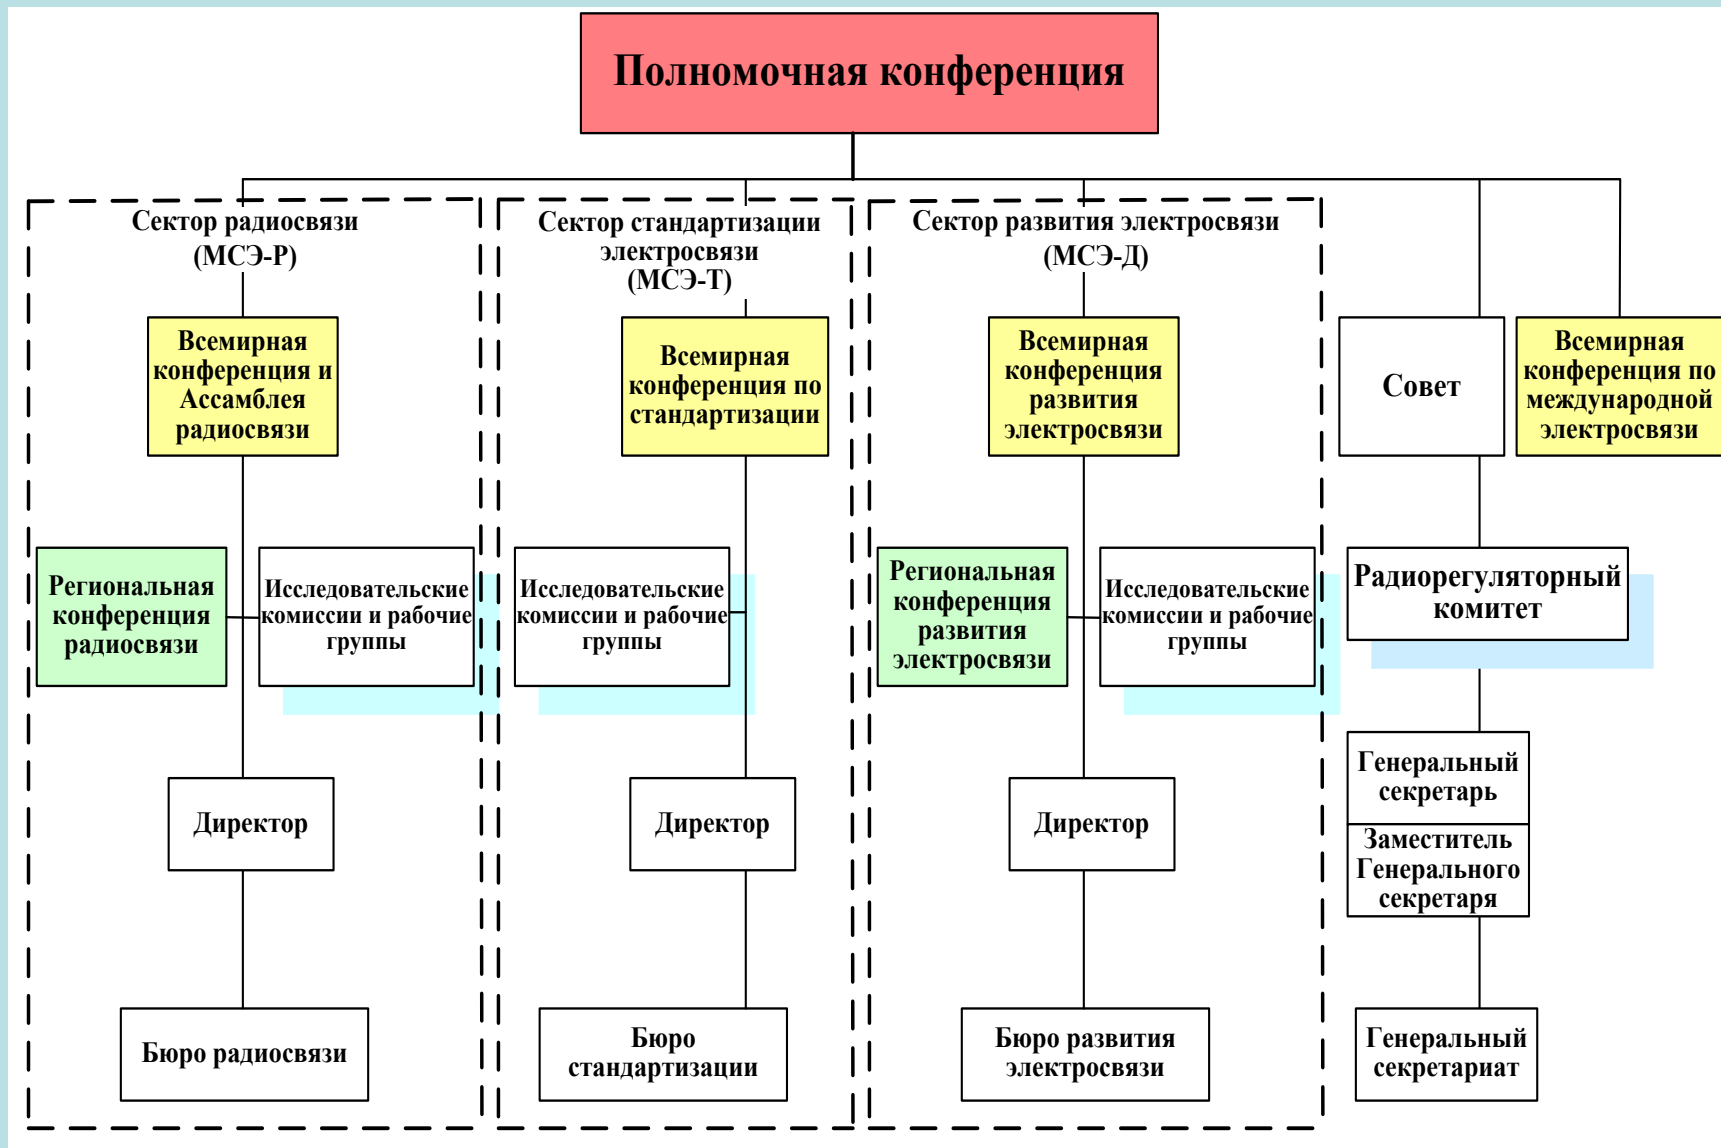 Полномочная конференция
Сектор радиосвязи
(МСЭ-Р)
Сектор стандартизации
электросвязи
(МСЭ-Т)
Сектор развития электросвязи
(МСЭ-Д)
Всемирная
конференция и
Ассамблея
радиосвязи
Всемирная
конференция по
стандартизации
Всемирная
конференция
развития
электросвязи
Совет
Всемирная
конференция по
международной
электросвязи
Региональная
конференция
радиосвязи
Исследовательские
комиссии и рабочие
группы
Исследовательские
комиссии и рабочие
группы
Региональная
конференция
развития
электросвязи
Исследовательские
комиссии и рабочие
группы
Радиорегуляторный
комитет
Директор
Директор
Директор
Генеральный
секретарь
Заместитель
Генерального
секретаря
Бюро радиосвязи
Бюро
стандартизации
Бюро развития
электросвязи
Генеральный
секретариат